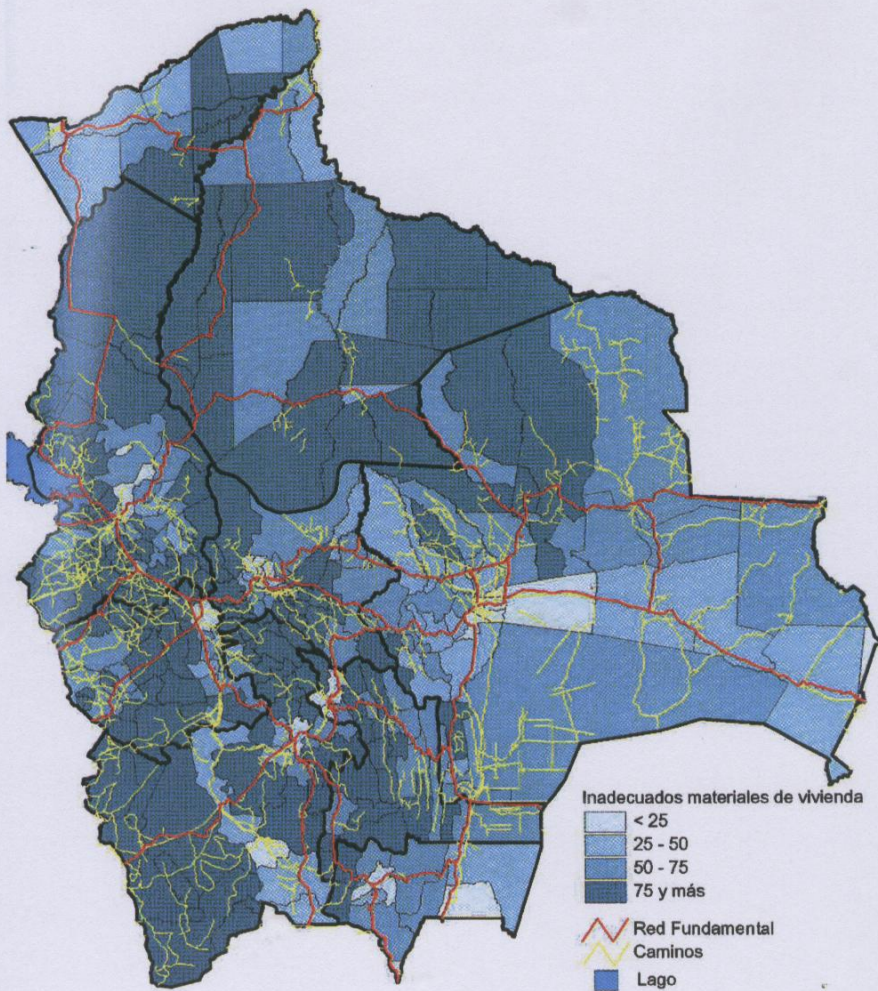 Inadecuados materiales de vivienda
< 25
25 - 50
50 - 75
75 y más
Red Fundamental
Caminos
Lago